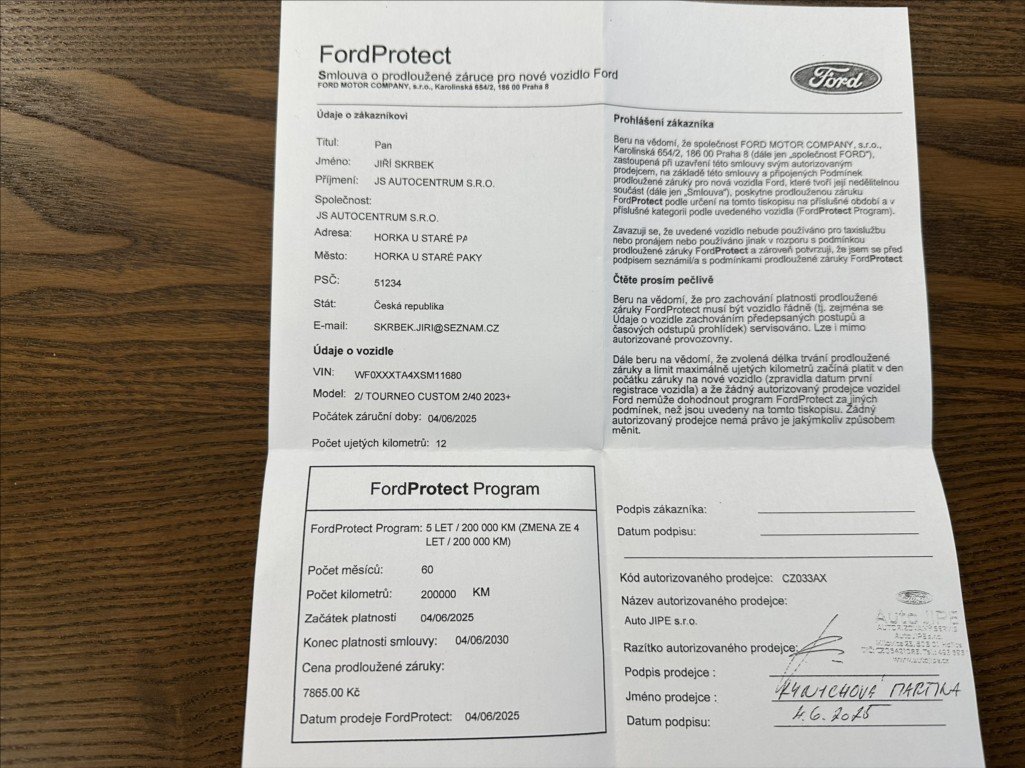 FordProtect
Smlouva o prodloužené záruce pro nové vozidlo Ford
FORD MOTOR COMPANY, s.r.o., Karolinská 654/2, 186 00 Praha 8
Ford
Údaje o zákazníkovi
Titul: Pan
Jméno: JIŘÍ SKRBEK
Příjmení: JS AUTOCENTRUM S.R.O.
Společnost:
JS AUTOCENTRUM S.R.O.
Adresa: HORKA U STARÉ PA
Město: HORKA U STARÉ PAKY
PSČ: 51234
Stát: Česká republika
E-mail: SKRBEK.JIRI@SEZNAM.CZ
Údaje o vozidle
VIN: WF0XXXTA4XSM11680
Model: 2/ TOURNEO CUSTOM 2/40 2023+
Počátek záruční doby: 04/06/2025
Počet ujetých kilometrů: 12
FordProtect Program
FordProtect Program: 5 LET / 200 000 KM (ZMENA ZE 4
LET / 200 000 KM)
Počet měsíců: 60
Počet kilometrů: 200000 KM
Začátek platnosti 04/06/2025
Konec platnosti smlouvy: 04/06/2030
Cena prodloužené záruky:
7865.00 Kč
Datum prodeje FordProtect: 04/06/2025
Prohlášení zákazníka
Beru na vědomí, že společnost FORD MOTOR COMPANY, s.r.o.,
Karolinská 654/2, 186 00 Praha 8 (dále jen „společnost FORD"),
zastoupená při uzavření této smlouvy svým autorizovaným
prodejcem, na základě této smlouvy a připojených Podmínek
prodloužené záruky pro nová vozidla Ford, které tvoří její nedělitelnou
součást (dále jen „Smlouva"), poskytne prodlouženou záruku
FordProtect podle určení na tomto tiskopisu na příslušné období a v
příslušné kategorii podle uvedeného vozidla (FordProtect Program).
Zavazuji se, že uvedené vozidlo nebude používáno pro taxislužbu
nebo pronájem nebo používáno jinak v rozporu s podmínkou
prodloužené záruky FordProtect a zároveň potvrzuji, že jsem se před
podpisem seznámil/a s podmínkami prodloužené záruky FordProtect
Čtěte prosím pečlivě
Beru na vědomí, že pro zachování platnosti prodloužené
záruky FordProtect musí být vozidlo řádně (tj. zejména se
Údaje o vozidle zachováním předepsaných postupů a
časových odstupů prohlídek) servisováno. Lze i mimo
autorizované provozovny.
Dále beru na vědomí, že zvolená délka trvání prodloužené
záruky a limit maximálně ujetých kilometrů začíná platit v den
počátku záruky na nové vozidlo (zpravidla datum první
registrace vozidla) a že žádný autorizovaný prodejce vozidel
Ford nemůže dohodnout program FordProtect za jiných
podmínek, než jsou uvedeny na tomto tiskopisu. Žádný
autorizovaný prodejce nemá právo je jakýmkoliv způsobem
měnit.
Podpis zákazníka:
Datum podpisu:
Kód autorizovaného prodejce: CZ033AX
Název autorizovaného prodejce:
Auto JIPE s.r.o.
Razítko autorizovaného prodejce:
Ford
Auto JIPE
AUTORIZOVANÝ SERVIS
Auto JIPE s.r.o.
www.autojipe.cz
Podpis prodejce :
Jméno prodejce : KYNYCHOVÁ MARTINA
Datum podpisu: 4.6.2025